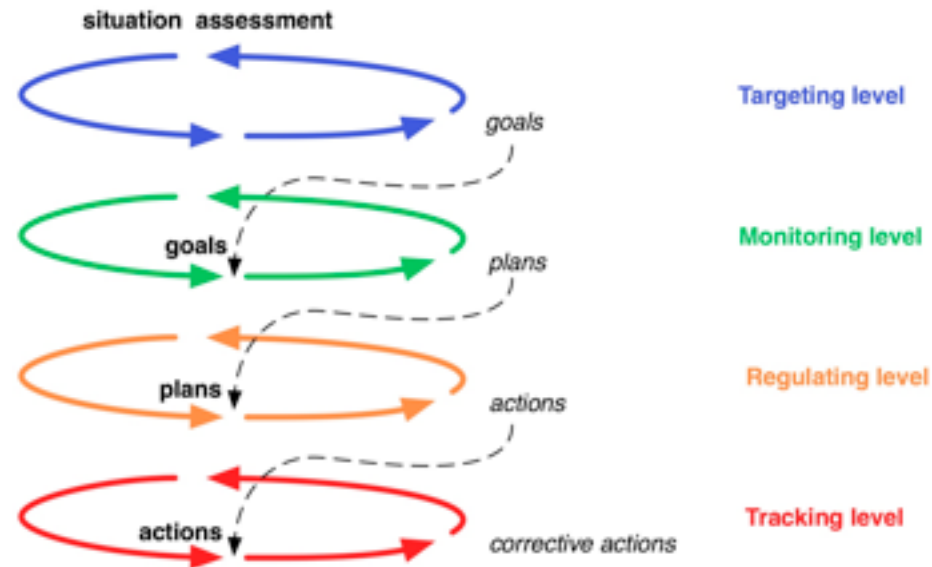 situation assessment
Targeting level
goals
goals
Monitoring level
plans
plans
Regulating level
actions
actions
Tracking level
corrective actions